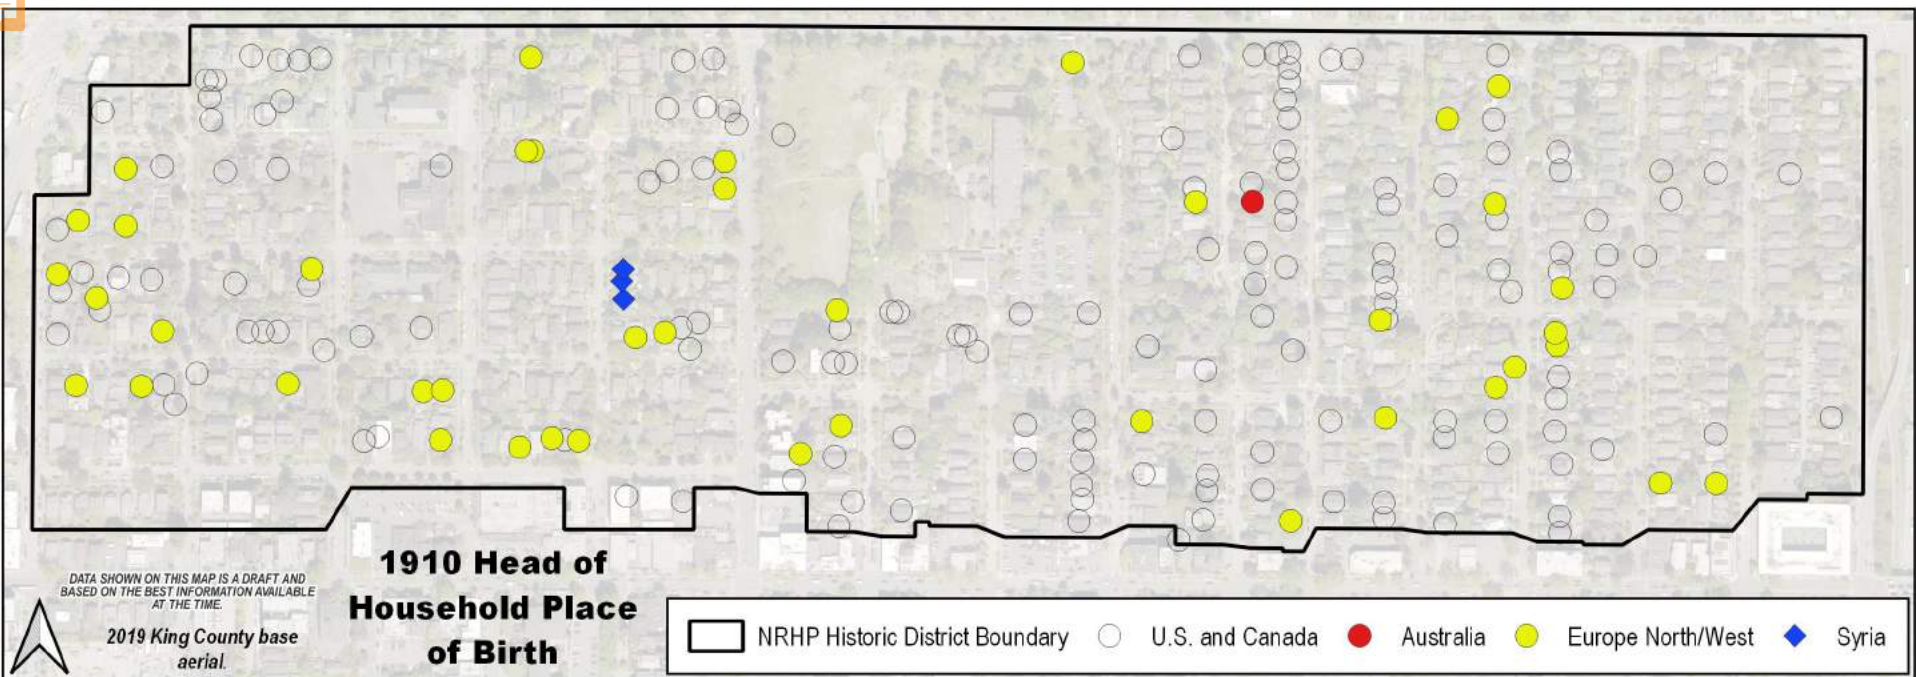 DATA SHOWN ON THIS MAP IS A DRAFT AND
BASED ON THE BEST INFORMATION AVAILABLE
AT THE TIME.
2019 King County base
aerial.
1910 Head of
Household Place
of Birth
NRHP Historic District Boundary
U.S. and Canada
Australia
Europe North/West
Syria